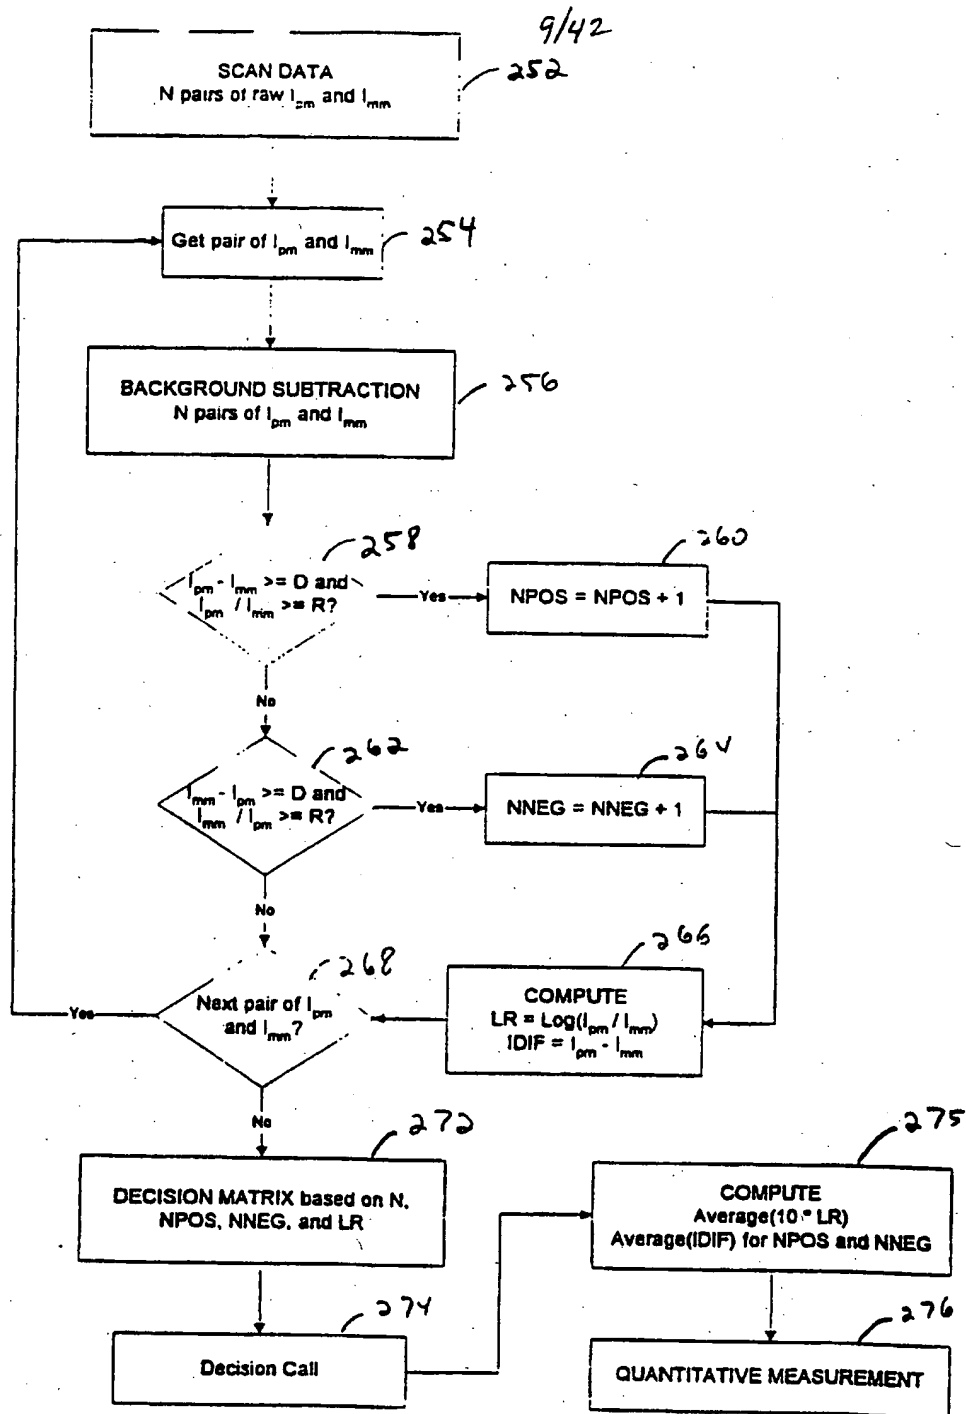 9/42
SCAN DATA
N pairs of raw Ipm and Imm
252
Get pair of Ipm and Imm
254
BACKGROUND SUBTRACTION
N pairs of Ipm and Imm
256
258
Ipm - Imm >= D and
Ipm / Imm >= R?
Yes
260
NPOS = NPOS + 1
No
262
Imm - Ipm >= D and
Imm / Ipm >= R?
Yes
264
NNEG = NNEG + 1
No
266
COMPUTE
LR = Log(Ipm / Imm)
IDIF = Ipm - Imm
268
Next pair of Ipm
and Imm?
Yes
No
272
DECISION MATRIX based on N,
NPOS, NNEG, and LR
274
Decision Call
275
COMPUTE
Average(10 * LR)
Average(IDIF) for NPOS and NNEG
276
QUANTITATIVE MEASUREMENT